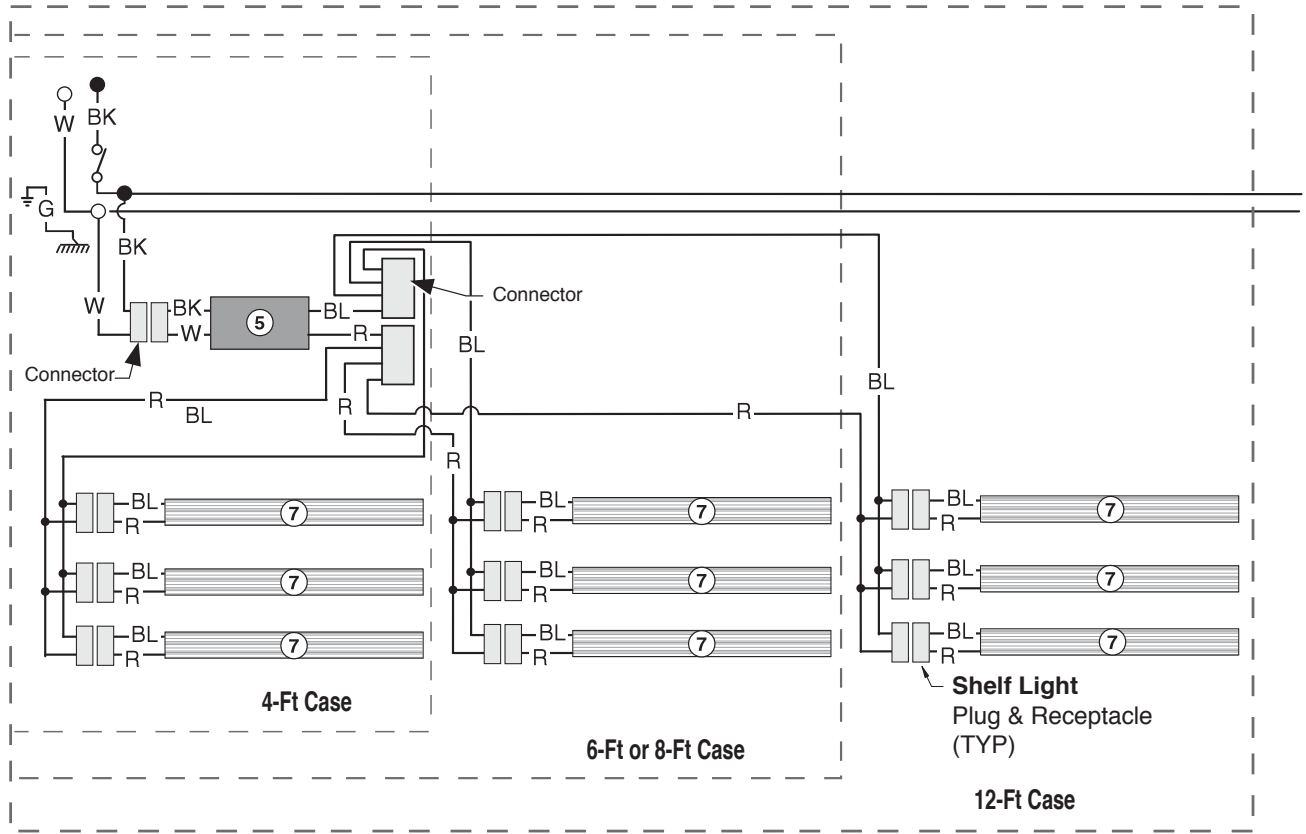 W
BK
G
BK
W
BK
W
5
BL
R
Connector
Connector
BL
BL
R
BL
R
R
R
BL
R
7
BL
R
7
BL
R
7
BL
R
7
BL
R
7
BL
R
7
BL
R
7
BL
R
7
BL
R
7
4-Ft Case
6-Ft or 8-Ft Case
Shelf Light
Plug & Receptacle
(TYP)
12-Ft Case